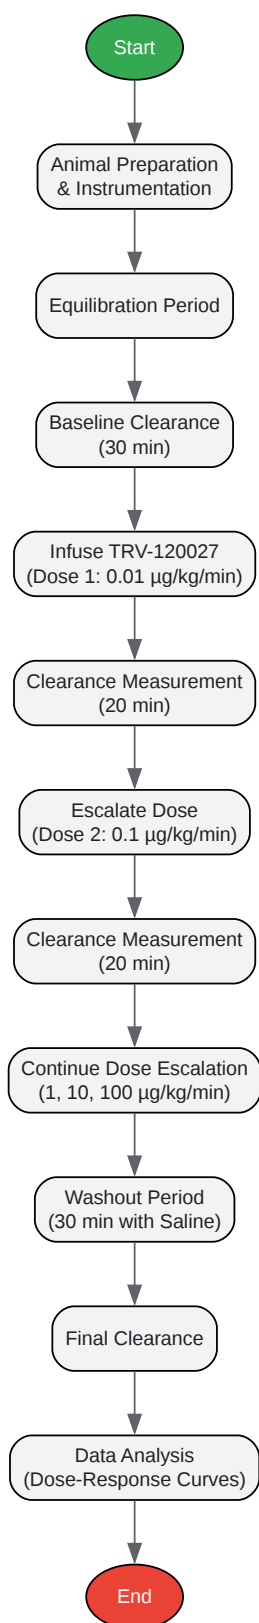 Start
Animal Preparation
& Instrumentation
Equilibration Period
Baseline Clearance
(30 min)
Infuse TRV-120027
(Dose 1: 0.01 µg/kg/min)
Clearance Measurement
(20 min)
Escalate Dose
(Dose 2: 0.1 µg/kg/min)
Clearance Measurement
(20 min)
Continue Dose Escalation
(1, 10, 100 µg/kg/min)
Washout Period
(30 min with Saline)
Final Clearance
Data Analysis
(Dose-Response Curves)
End